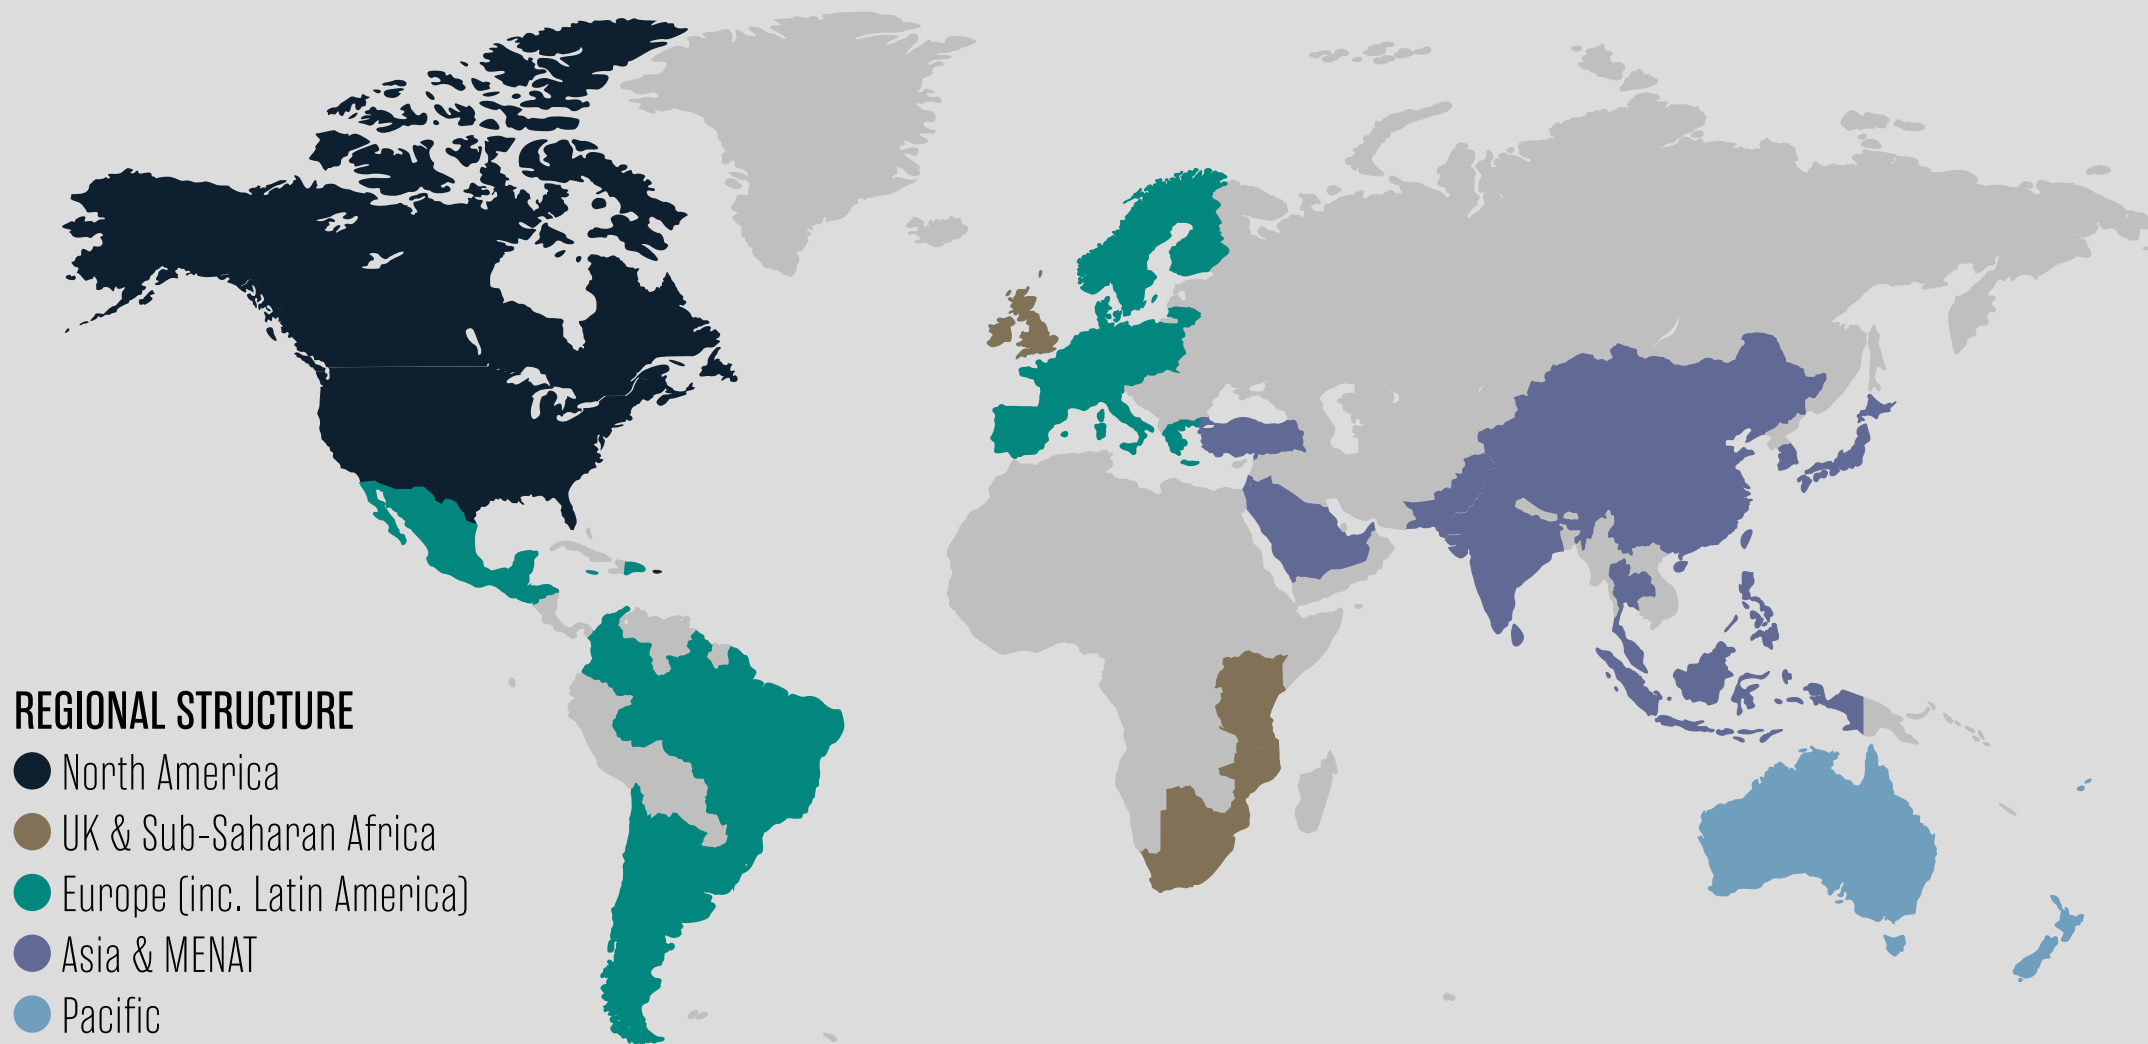 REGIONAL STRUCTURE
North America
UK & Sub-Saharan Africa
Europe (inc. Latin America)
Asia & MENAT
Pacific